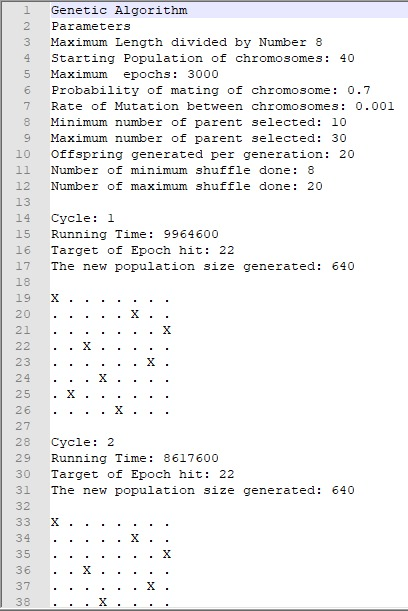 1 Genetic Algorithm
2 Parameters
3 Maximum Length divided by Number 8
4 Starting Population of chromosomes: 40
5 Maximum  epochs: 3000
6 Probability of mating of chromosome: 0.7
7 Rate of Mutation between chromosomes: 0.001
8 Minimum number of parent selected: 10
9 Maximum number of parent selected: 30
10 Offspring generated per generation: 20
11 Number of minimum shuffle done: 8
12 Number of maximum shuffle done: 20
13
14 Cycle: 1
15 Running Time: 9964600
16 Target of Epoch hit: 22
17 The new population size generated: 640
18
19 X . . . . . . .
20 . . . . . X . .
21 . . . . . . . X
22 . . X . . . . .
23 . . . . . . X .
24 . . . X . . . .
25 . X . . . . . .
26 . . . . X . . .
27
28 Cycle: 2
29 Running Time: 8617600
30 Target of Epoch hit: 22
31 The new population size generated: 640
32
33 X . . . . . . .
34 . . . . . X . .
35 . . . . . . . X
36 . . X . . . . .
37 . . . . . . X .
38 . . . X . . . .